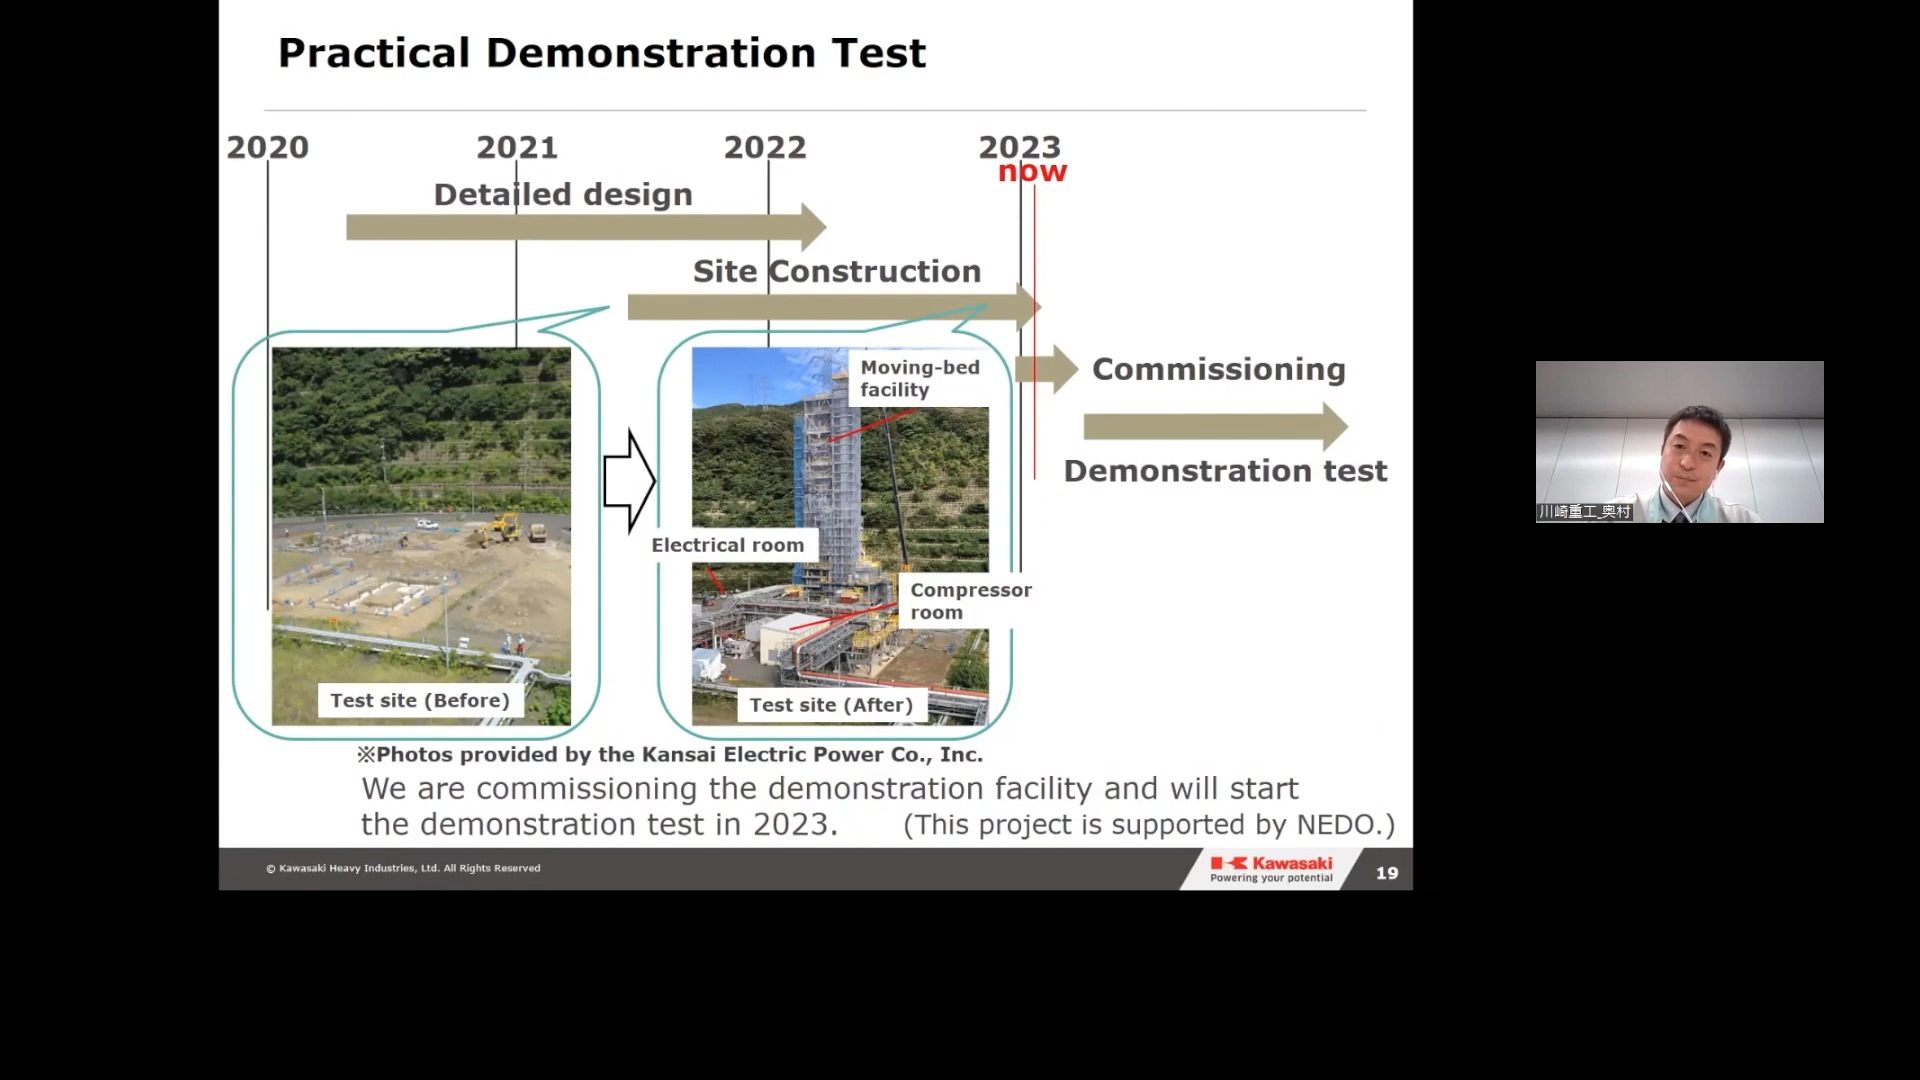 Practical Demonstration Test
2020
2021
2022
2023
now
Detailed design
Site Construction
Commissioning
Demonstration test
Moving-bed
facility
Electrical room
Compressor
room
Test site (Before)
Test site (After)
※Photos provided by the Kansai Electric Power Co., Inc.
We are commissioning the demonstration facility and will start
the demonstration test in 2023.
(This project is supported by NEDO.)
© Kawasaki Heavy Industries, Ltd. All Rights Reserved
Kawasaki
Powering your potential
19
川崎重工_奥村